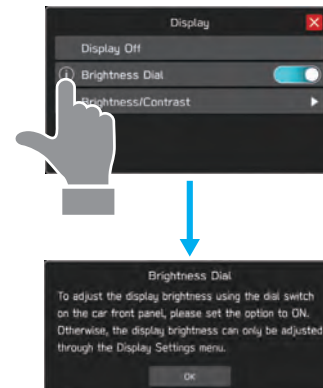 Display
Display Off
Brightness Dial
Brightness/Contrast
Brightness Dial
To adjust the display brightness using the dial switch
on the car front panel, please set the option to ON.
Otherwise, the display brightness can only be adjusted
through the Display Settings menu.
OK